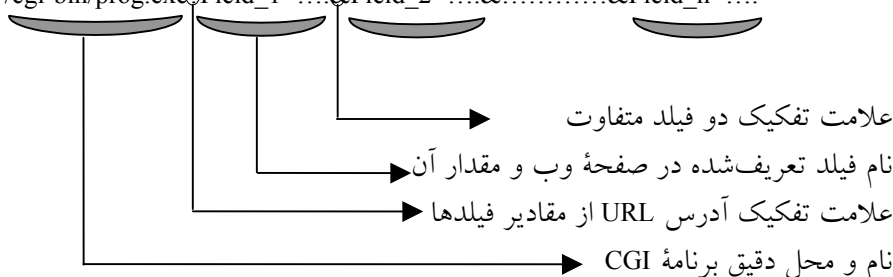 /cgi-bin/prog.exe?Field_1=….&Field_2=….&…………&Field_n=….
علامت تفکیک دو فیلد متفاوت
نام فیلد تعریف‌شده در صفحهٔ وب و مقدار آن
علامت تفکیک آدرس URL از مقادیر فیلدها
نام و محل دقیق برنامهٔ CGI